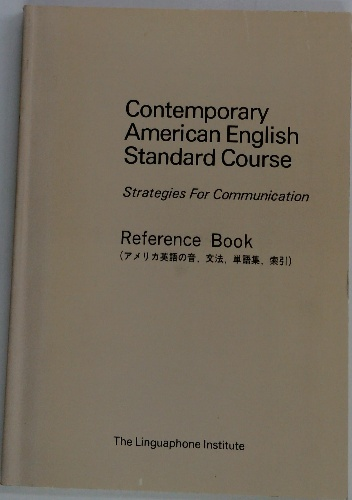 Contemporary
American English
Standard Course
Strategies For Communication
Reference Book
(アメリカ英語の音、文法、単語集、索引)
The Linguaphone Institute